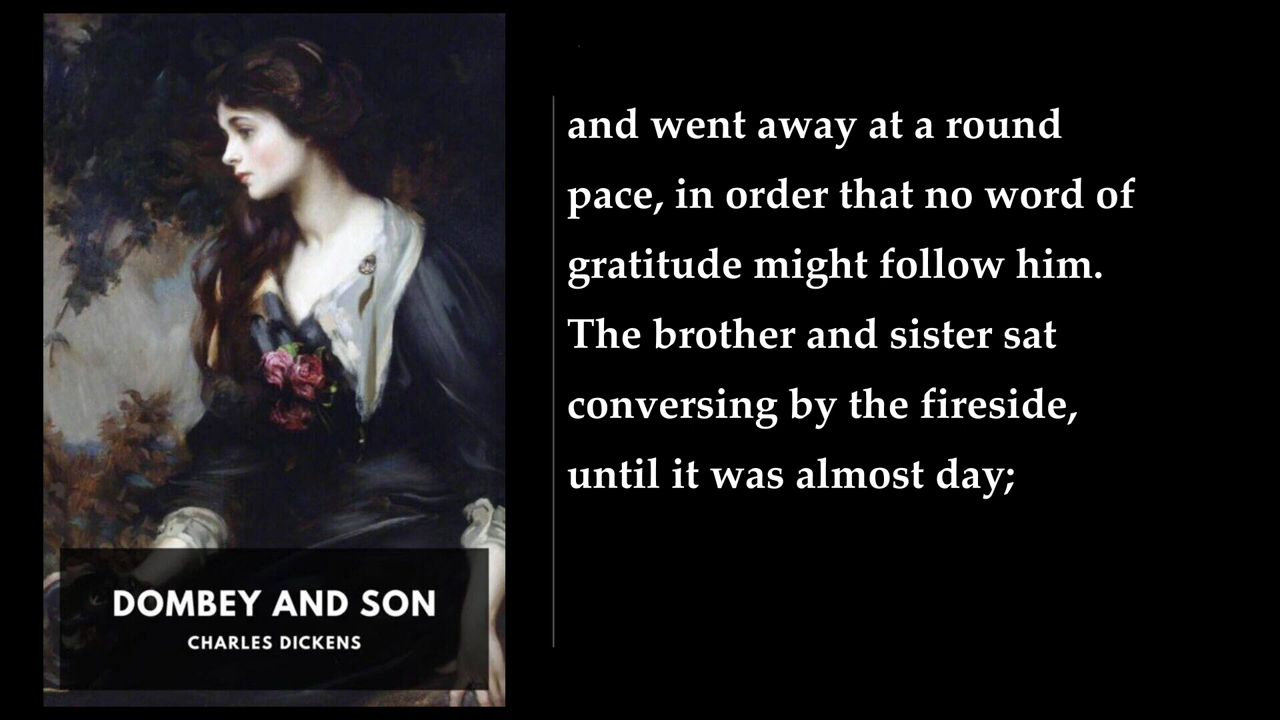 DOMBEY AND SON
CHARLES DICKENS
and went away at a round
pace, in order that no word of
gratitude might follow him.
The brother and sister sat
conversing by the fireside,
until it was almost day;